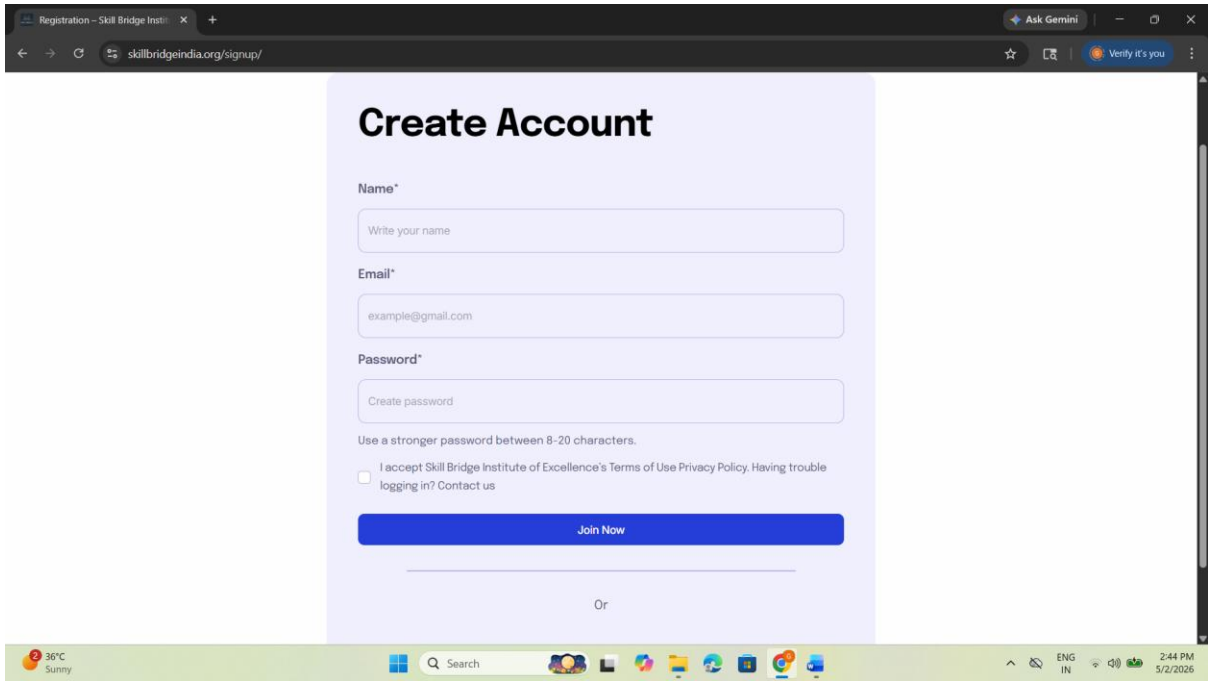 Registration – Skill Bridge Instit
Ask Gemini
skillbridgeindia.org/signup/
Verify it's you
Create Account
Name*
Write your name
Email*
example@gmail.com
Password*
Create password
Use a stronger password between 8-20 characters.
I accept Skill Bridge Institute of Excellence's Terms of Use Privacy Policy. Having trouble
logging in? Contact us
Join Now
Or
2
36°C
Sunny
Search
ENG
IN
2:44 PM
5/2/2026